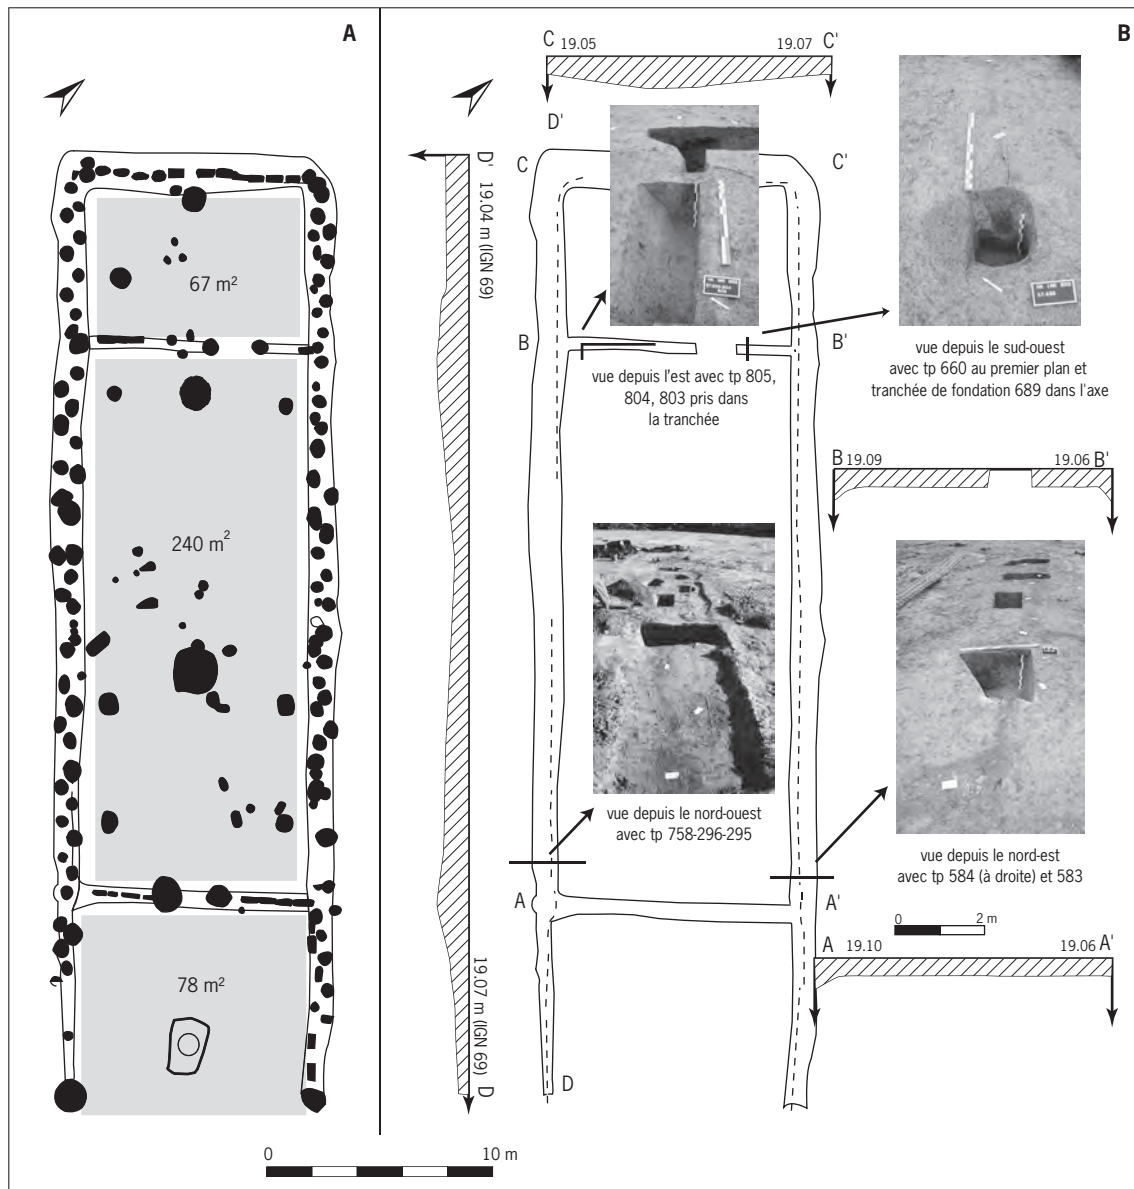 A
67 m²
240 m²
78 m²
0
10 m
B
C
19.05
19.07
C'
D'
C
C'
D'
19.04 m (IGN 69)
B
B'
vue depuis l'est avec tp 805,
804, 803 pris dans
la tranchée
vue depuis le sud-ouest
avec tp 660 au premier plan et
tranchée de fondation 689 dans l'axe
B
19.09
19.06
B'
vue depuis le nord-ouest
avec tp 758-296-295
vue depuis le nord-est
avec tp 584 (à droite) et 583
A
A'
0
2 m
A
19.10
19.06
A'
19.07 m (IGN 69)
D
D